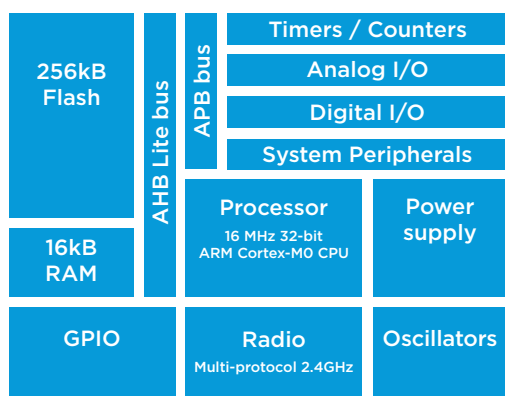 256kB
Flash
AHB Lite bus
APB bus
Timers / Counters
Analog I/O
Digital I/O
System Peripherals
16kB
RAM
Processor
16 MHz 32-bit
ARM Cortex-M0 CPU
Power
supply
GPIO
Radio
Multi-protocol 2.4GHz
Oscillators